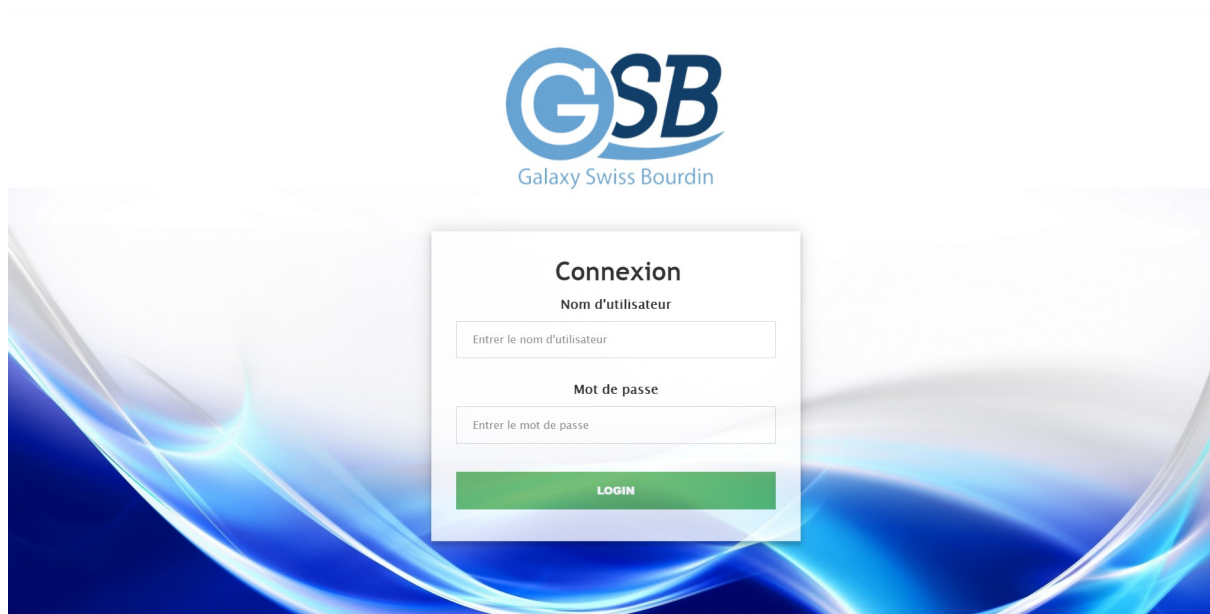 GSB
Galaxy Swiss Bourdin
Connexion
Nom d'utilisateur
Entrer le nom d'utilisateur
Mot de passe
Entrer le mot de passe
LOGIN